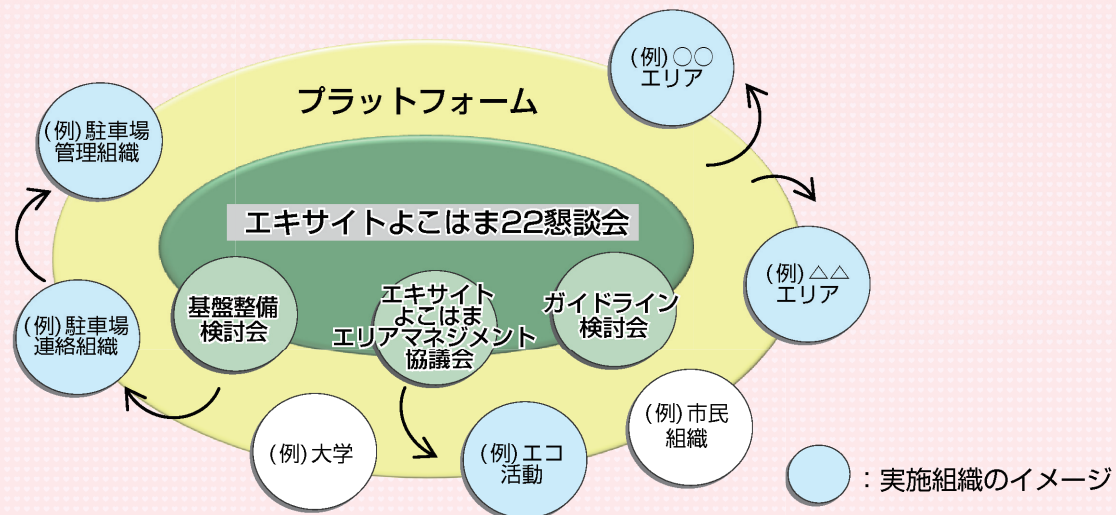 (例)○○
エリア
プラットフォーム
(例)駐車場
管理組織
エキサイトよこはま22懇談会
(例)△△
エリア
基盤整備
検討会
エキサイト
よこはま
エリアマネジメント
協議会
ガイドライン
検討会
(例)駐車場
連絡組織
(例)大学
(例)エコ
活動
(例)市民
組織
:実施組織のイメージ